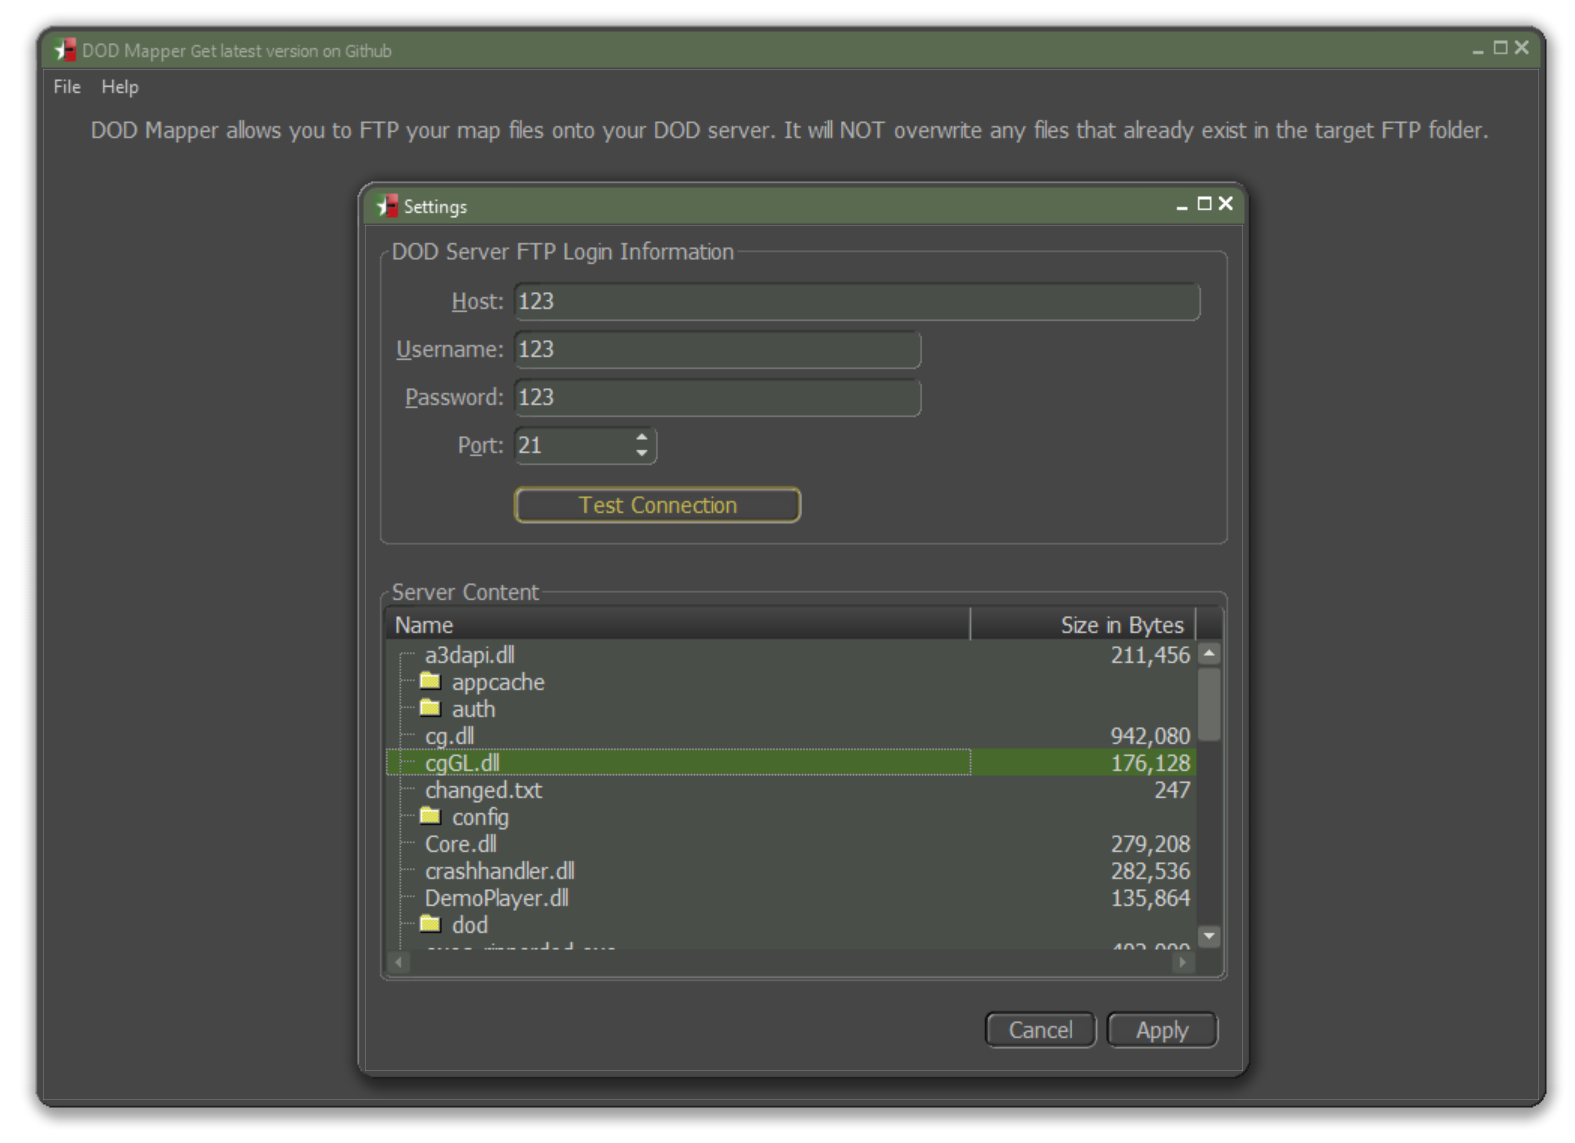 DOD Mapper Get latest version on Github
File Help
DOD Mapper allows you to FTP your map files onto your DOD server. It will NOT overwrite any files that already exist in the target FTP folder.
Settings
DOD Server FTP Login Information
Host: 123
Username: 123
Password: 123
Port: 21
Test Connection
Server Content
Name Size in Bytes
a3dapi.dll 211,456
appcache
auth
cg.dll 942,080
cgGL.dll 176,128
changed.txt 247
config
Core.dll 279,208
crashhandler.dll 282,536
DemoPlayer.dll 135,864
dod
Cancel Apply